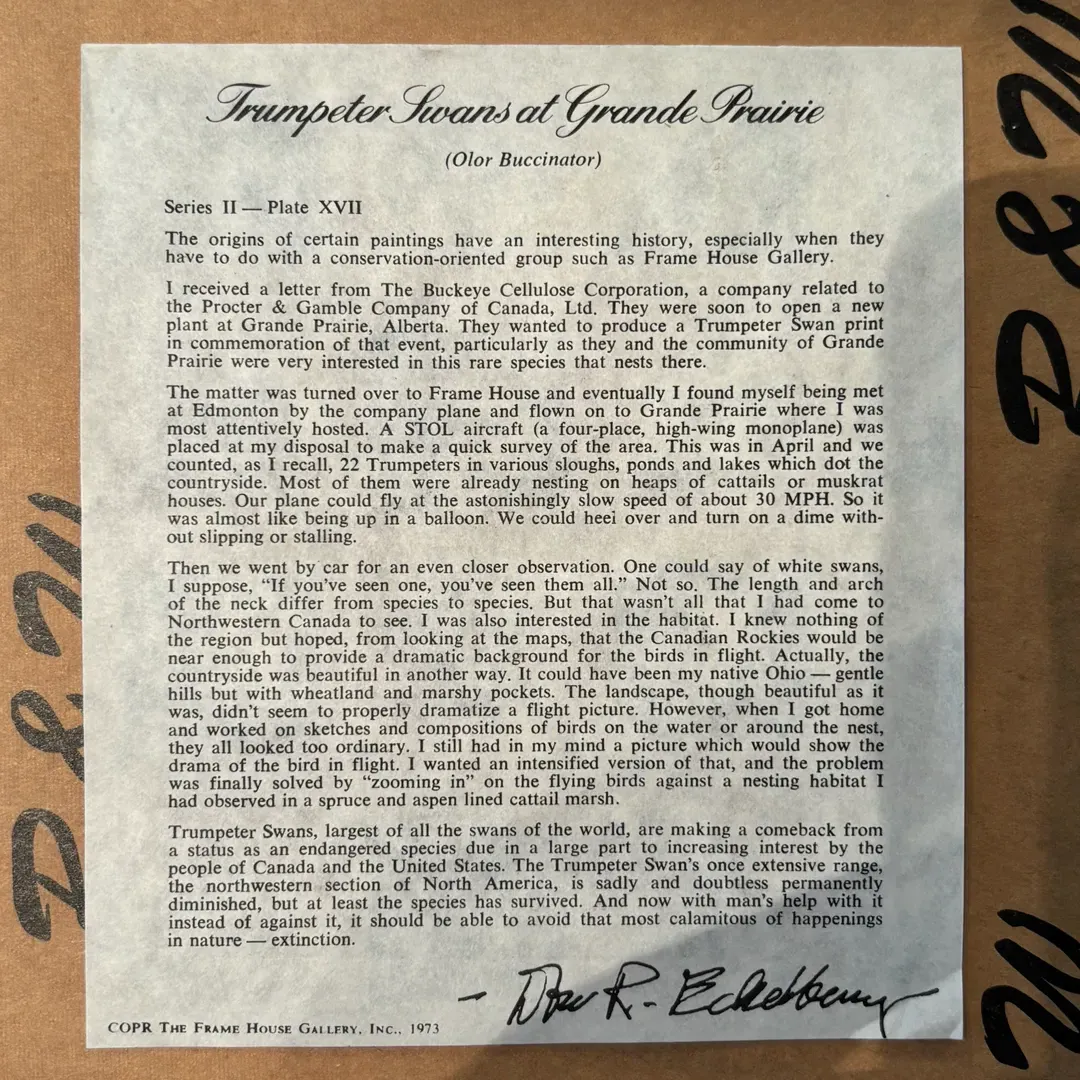 Trumpeter Swans at Grande Prairie
(Olor Buccinator)
Series II — Plate XVII
The origins of certain paintings have an interesting history, especially when they
have to do with a conservation-oriented group such as Frame House Gallery.
I received a letter from The Buckeye Cellulose Corporation, a company related to
the Procter & Gamble Company of Canada, Ltd. They were soon to open a new
plant at Grande Prairie, Alberta. They wanted to produce a Trumpeter Swan print
in commemoration of that event, particularly as they and the community of Grande
Prairie were very interested in this rare species that nests there.
The matter was turned over to Frame House and eventually I found myself being met
at Edmonton by the company plane and flown on to Grande Prairie where I was
most attentively hosted. A STOL aircraft (a four-place, high-wing monoplane) was
placed at my disposal to make a quick survey of the area. This was in April and we
counted, as I recall, 22 Trumpeters in various sloughs, ponds and lakes which dot the
countryside. Most of them were already nesting on heaps of cattails or muskrat
houses. Our plane could fly at the astonishingly slow speed of about 30 MPH. So it
was almost like being up in a balloon. We could heel over and turn on a dime with-
out slipping or stalling.
Then we went by car for an even closer observation. One could say of white swans,
I suppose, “If you’ve seen one, you’ve seen them all.” Not so. The length and arch
of the neck differ from species to species. But that wasn’t all that I had come to
Northwestern Canada to see. I was also interested in the habitat. I knew nothing of
the region but hoped, from looking at the maps, that the Canadian Rockies would be
near enough to provide a dramatic background for the birds in flight. Actually, the
countryside was beautiful in another way. It could have been my native Ohio — gentle
hills but with wheatland and marshy pockets. The landscape, though beautiful as it
was, didn’t seem to properly dramatize a flight picture. However, when I got home
and worked on sketches and compositions of birds on the water or around the nest,
they all looked too ordinary. I still had in my mind a picture which would show the
drama of the bird in flight. I wanted an intensified version of that, and the problem
was finally solved by “zooming in” on the flying birds against a nesting habitat I
had observed in a spruce and aspen lined cattail marsh.
Trumpeter Swans, largest of all the swans of the world, are making a comeback from
a status as an endangered species due in a large part to increasing interest by the
people of Canada and the United States. The Trumpeter Swan’s once extensive range,
the northwestern section of North America, is sadly and doubtless permanently
diminished, but at least the species has survived. And now with man’s help with it
instead of against it, it should be able to avoid that most calamitous of happenings
in nature — extinction.
— Don R. Eckelberry
COPR THE FRAME HOUSE GALLERY, INC., 1973
D & W
D & W
W